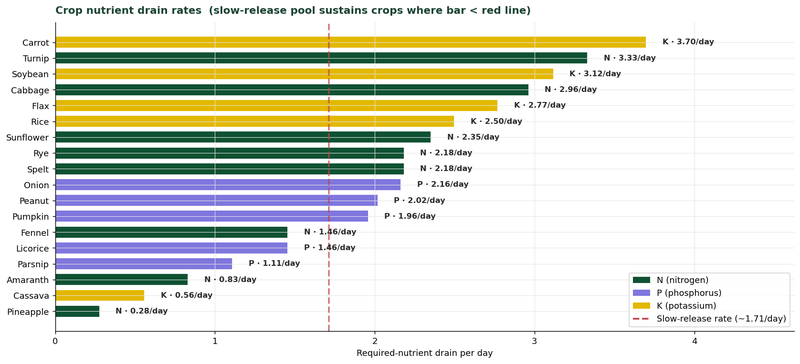 Crop nutrient drain rates (slow-release pool sustains crops where bar < red line)
Carrot K · 3.70/day
Turnip N · 3.33/day
Soybean K · 3.12/day
Cabbage N · 2.96/day
Flax K · 2.77/day
Rice K · 2.50/day
Sunflower N · 2.35/day
Rye N · 2.18/day
Spelt N · 2.18/day
Onion P · 2.16/day
Peanut P · 2.02/day
Pumpkin P · 1.96/day
Fennel N · 1.46/day
Licorice P · 1.46/day
Parsnip P · 1.11/day
Amaranth N · 0.83/day
Cassava K · 0.56/day
Pineapple N · 0.28/day
N (nitrogen)
P (phosphorus)
K (potassium)
Slow-release rate (~1.71/day)
0 1 2 3 4
Required-nutrient drain per day